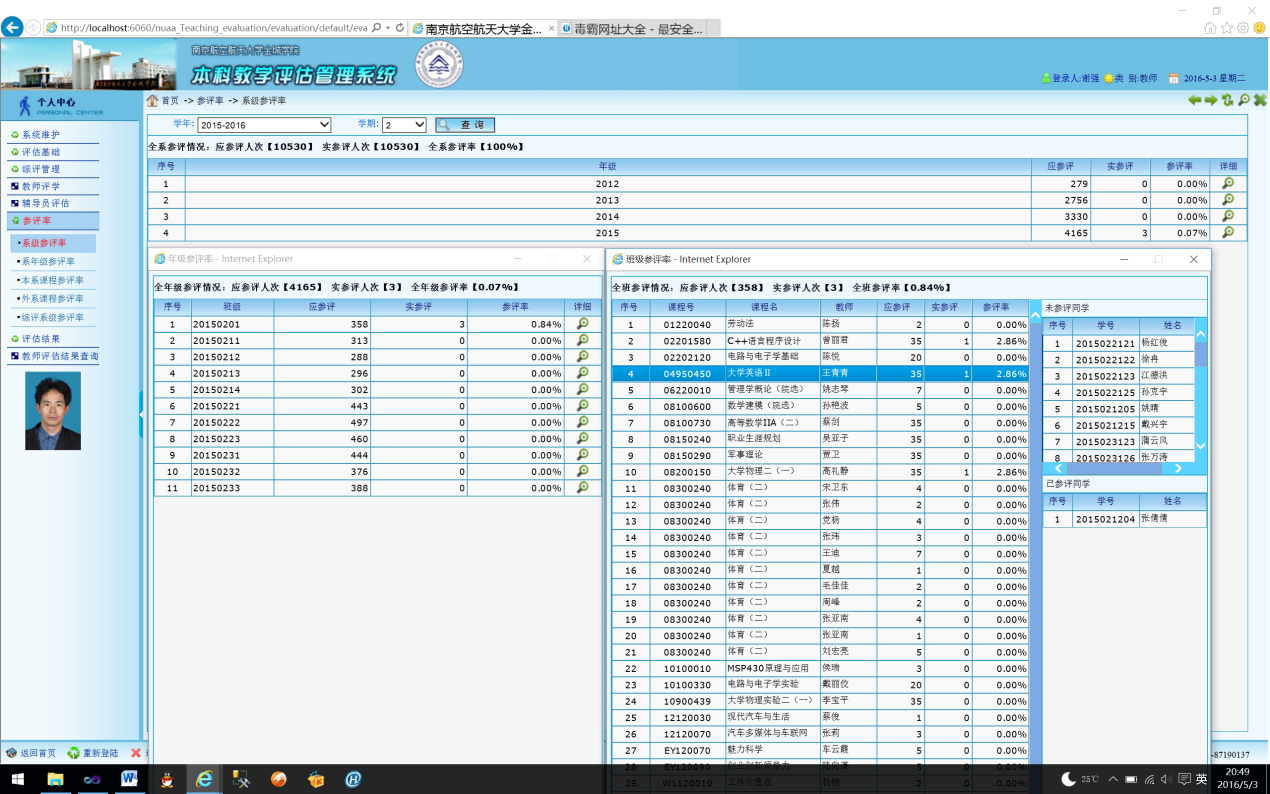 http://localhost:6060/nuaa_Teaching_evaluation/evaluation/default/eva
南京航空航天大学金...
毒霸网址大全 - 最安全...
南京航空航天大学金城学院
本科教学评估管理系统
登录人:谢强 类 别:教师 2016-5-3 星期二
个人中心
PERSONAL CENTER
首页 -> 参评率 -> 系级参评率
系统维护
评估基础
综评管理
教师评学
辅导员评估
参评率
•系级参评率
•系年级参评率
•本系课程参评率
•外系课程参评率
•综评系级参评率
评估结果
教师评估结果查询
学年: 2015-2016 学期: 2 查 询
全系参评情况: 应参评人次【10530】 实参评人次【10530】 全系参评率【100%】
序号 年级 应参评 实参评 参评率 详细
1 2012 279 0 0.00%
2 2013 2756 0 0.00%
3 2014 3330 0 0.00%
4 2015 4165 3 0.07%
年级参评率 - Internet Explorer
全年级参评情况: 应参评人次【4165】 实参评人次【3】 全年级参评率【0.07%】
序号 班级 应参评 实参评 参评率 详细
1 20150201 358 3 0.84%
2 20150211 313 0 0.00%
3 20150212 288 0 0.00%
4 20150213 296 0 0.00%
5 20150214 302 0 0.00%
6 20150221 443 0 0.00%
7 20150222 497 0 0.00%
8 20150223 460 0 0.00%
9 20150231 444 0 0.00%
10 20150232 376 0 0.00%
11 20150233 388 0 0.00%
班级参评率 - Internet Explorer
全班参评情况: 应参评人次【358】 实参评人次【3】 全班参评率【0.84%】
序号 课程号 课程名 教师 应参评 实参评 参评率
1 01220040 劳动法 陈扬 2 0 0.00%
2 02201580 C++语言程序设计 曾丽君 35 1 2.86%
3 02202120 电路与电子学基础 陈悦 20 0 0.00%
4 04950450 大学英语Ⅱ 王青青 35 1 2.86%
5 06220010 管理学概论（院选） 姚志琴 7 0 0.00%
6 08100600 数学建模（院选） 孙艳波 5 0 0.00%
7 08100730 高等数学IIA（二） 蔡剑 35 0 0.00%
8 08150240 职业生涯规划 吴亚子 35 0 0.00%
9 08150290 军事理论 贾卫 35 0 0.00%
10 08200150 大学物理二（一） 高礼静 35 1 2.86%
11 08300240 体育（二） 宋卫东 4 0 0.00%
12 08300240 体育（二） 张伟 2 0 0.00%
13 08300240 体育（二） 党杨 4 0 0.00%
14 08300240 体育（二） 张玮 3 0 0.00%
15 08300240 体育（二） 王迪 7 0 0.00%
16 08300240 体育（二） 夏越 1 0 0.00%
17 08300240 体育（二） 毛佳佳 2 0 0.00%
18 08300240 体育（二） 周峰 2 0 0.00%
19 08300240 体育（二） 张亚南 4 0 0.00%
20 08300240 体育（二） 张亚南 1 0 0.00%
21 08300240 体育（二） 刘宏亮 5 0 0.00%
22 10100010 MSP430原理与应用 侯瑞 3 0 0.00%
23 10100330 电路与电子学实验 戴丽佼 20 0 0.00%
24 10900439 大学物理实验二（一） 李宝平 35 0 0.00%
25 12120030 现代汽车与生活 蔡俊 1 0 0.00%
26 12120070 汽车多媒体与车联网 张莉 3 0 0.00%
27 EY120070 魅力科学 车云霞 5 0 0.00%
28 EY120090 创业创新领导力 5 0 0.00%
29 WL120010 2 0 0.00%
未参评同学
序号 学号 姓名
1 2015022121 杨红俊
2 2015022122 徐冉
3 2015022123 江德洪
4 2015022125 孙克宇
5 2015021205 姚晴
6 2015021215 戴兴宇
7 2015023123 蒲云风
8 2015023126 张万涛
已参评同学
序号 学号 姓名
1 2015021204 张倩倩
返回首页 重新登陆
-87190137
25℃ 英 20:49
2016/5/3